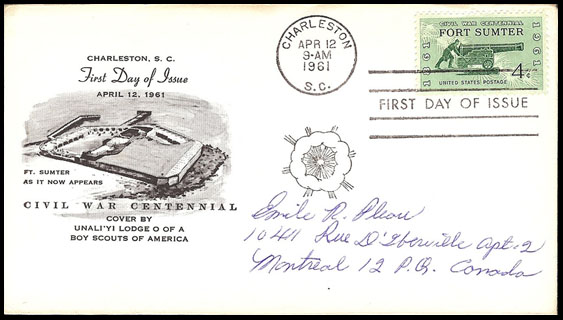 CHARLESTON, S. C.
First Day of Issue
APRIL 12, 1961
FT. SUMTER
AS IT NOW APPEARS
CIVIL WAR CENTENNIAL
COVER BY
UNALI'YI LODGE O OF A
BOY SCOUTS OF AMERICA
CHARLESTON
APR 12
9-AM
1961
S.C.
CIVIL WAR CENTENNIAL
FORT SUMTER
1861
1961
4¢
UNITED STATES POSTAGE
FIRST DAY OF ISSUE
Emile R.
10411 Rue D'Iberville Apt-2
Montreal 12 P.Q. Canada